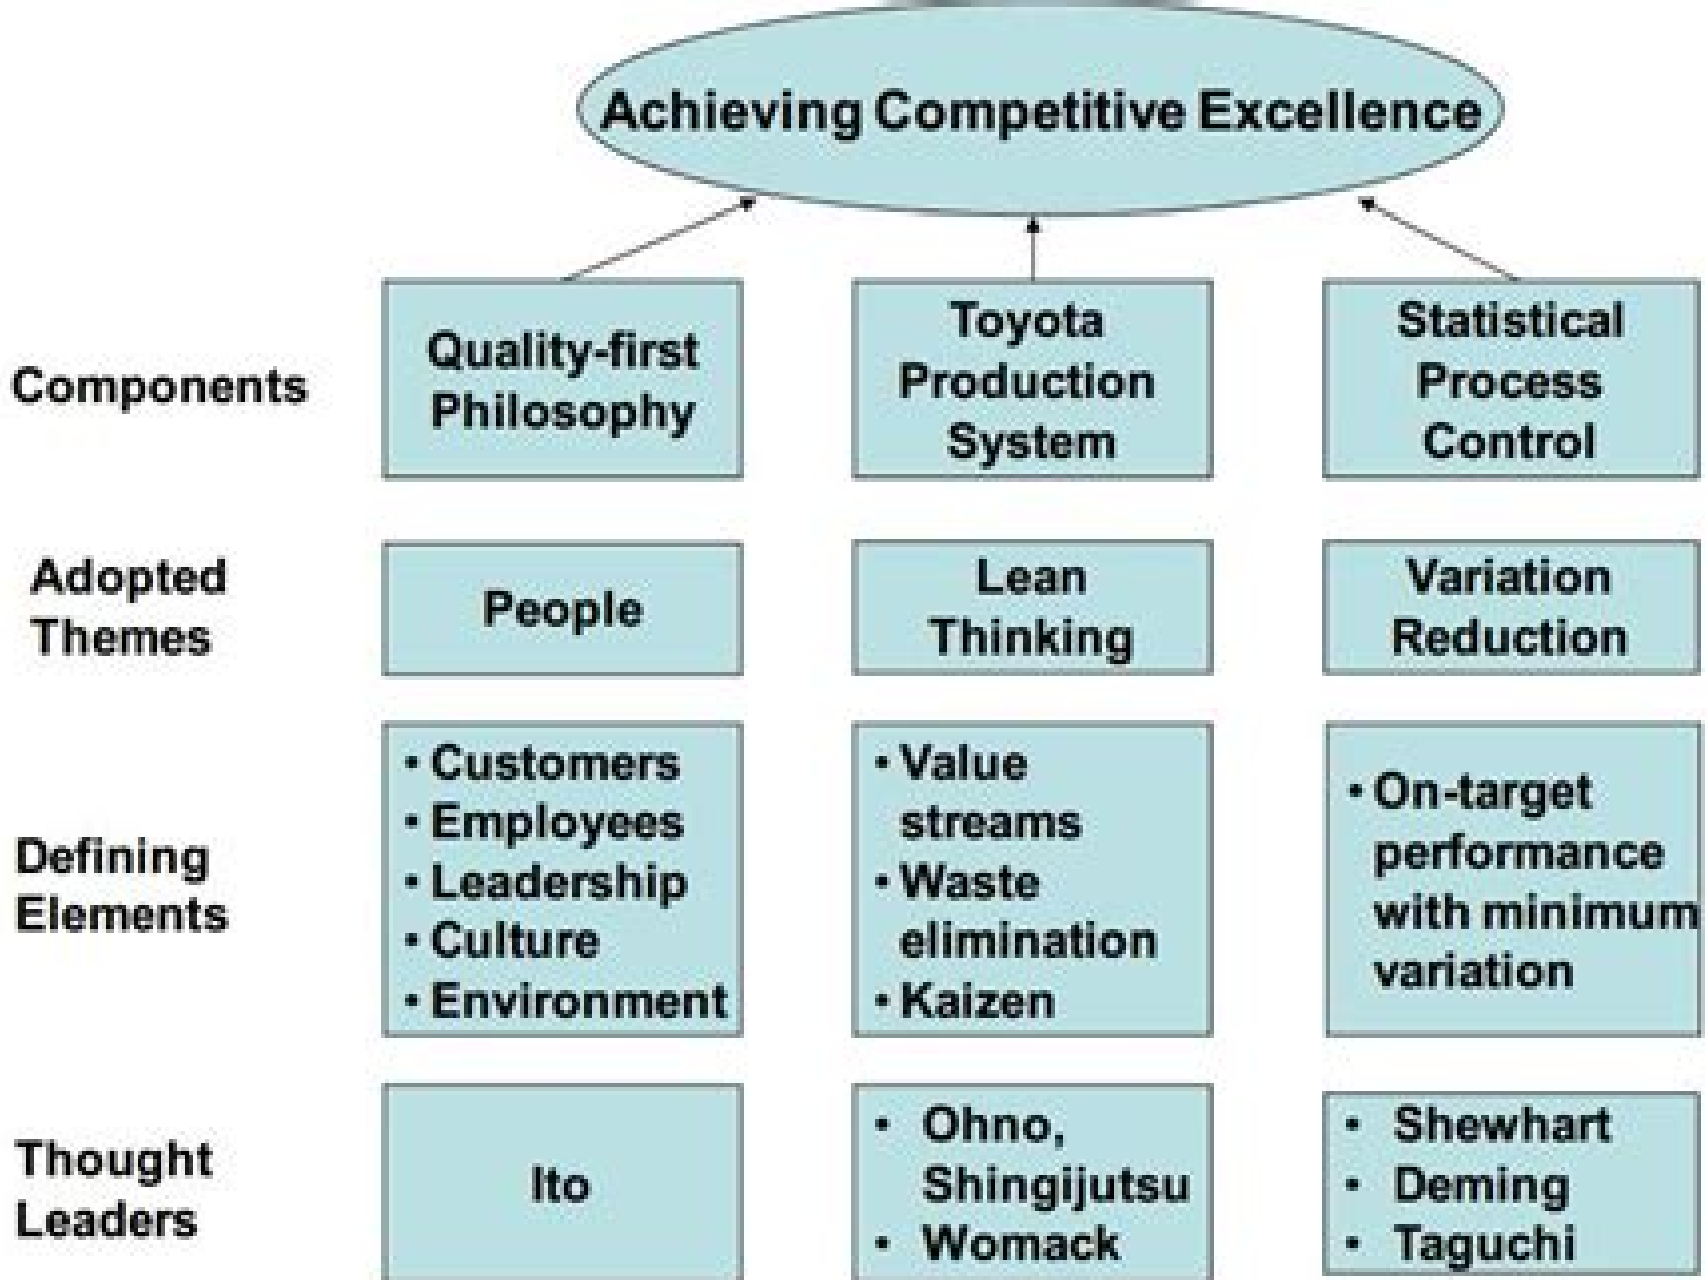 Achieving Competitive Excellence
Components
Quality-first
Philosophy
Toyota
Production
System
Statistical
Process
Control
Adopted
Themes
People
Lean
Thinking
Variation
Reduction
Defining
Elements
• Customers
• Employees
• Leadership
• Culture
• Environment
• Value
streams
• Waste
elimination
• Kaizen
• On-target
performance
with minimum
variation
Thought
Leaders
Ito
• Ohno,
Shingijutsu
• Womack
• Shewhart
• Deming
• Taguchi